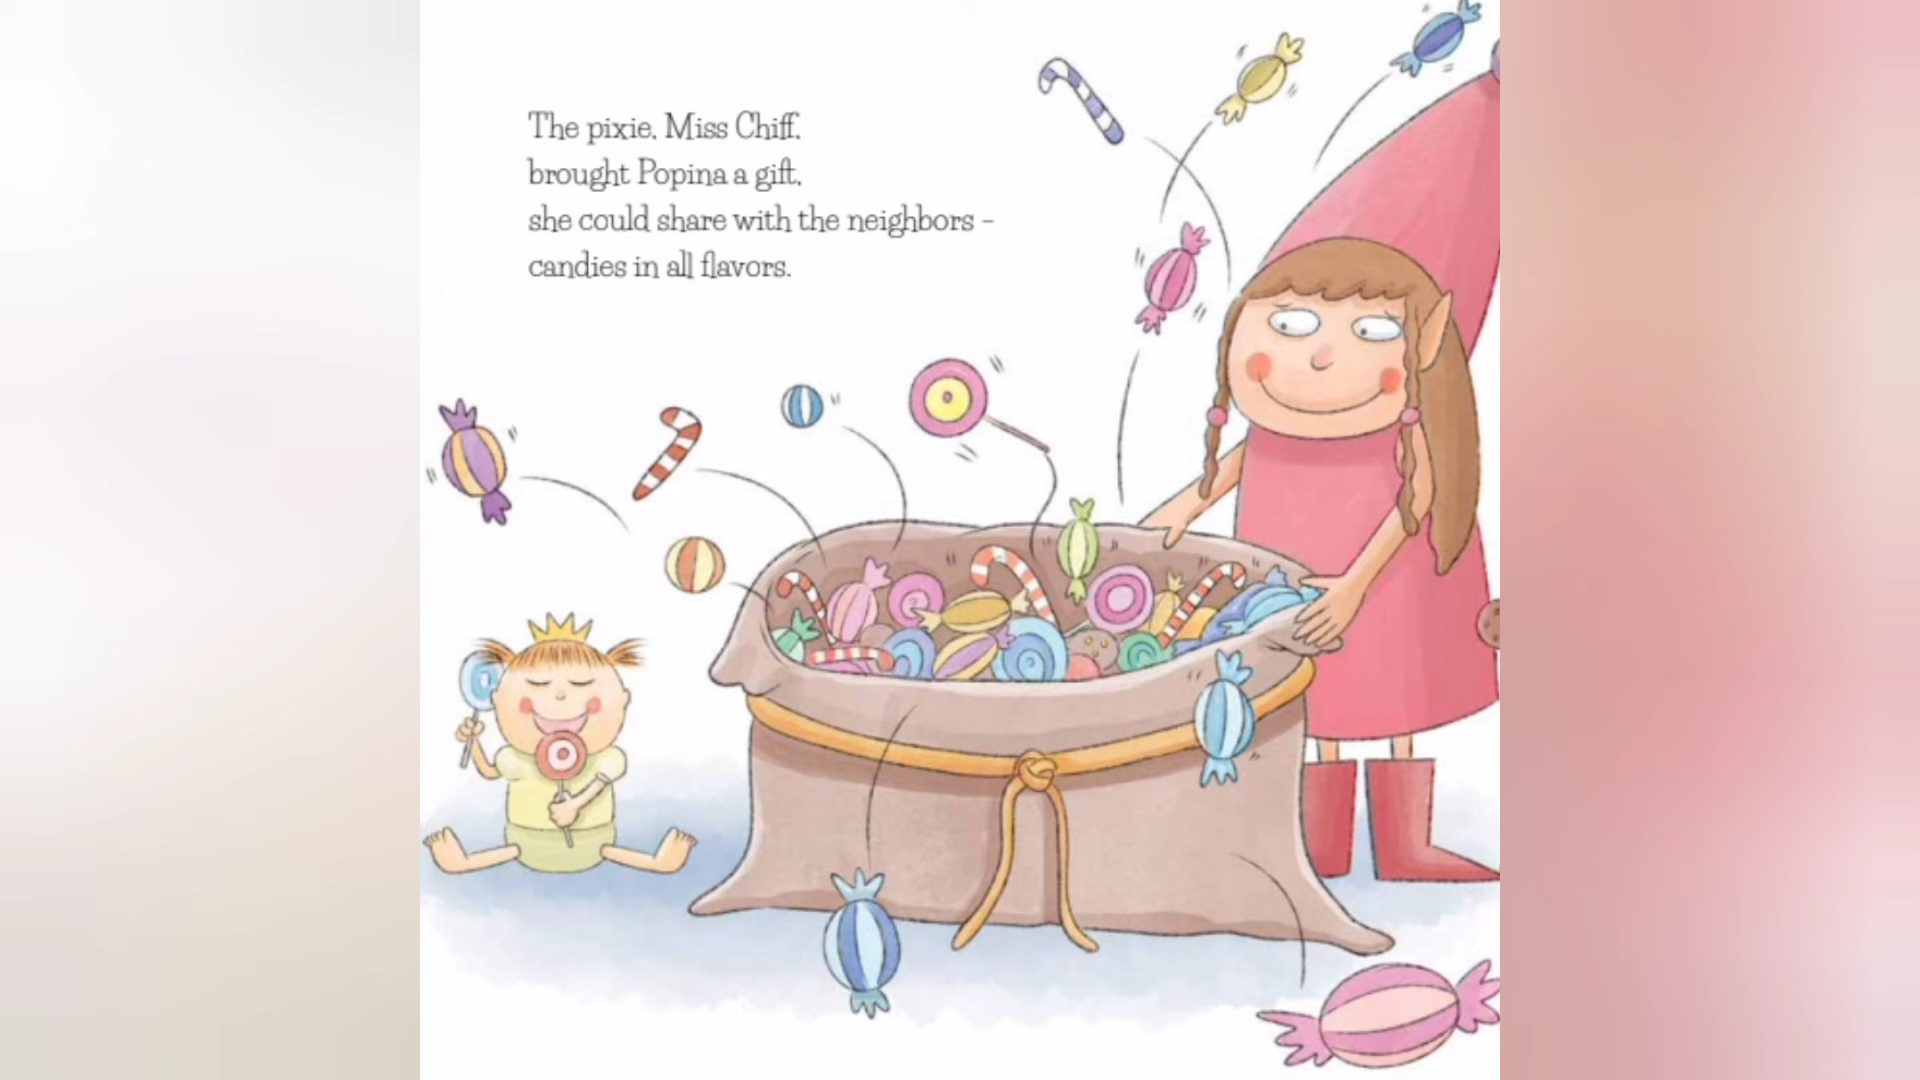 The pixie, Miss Chiff,
brought Popina a gift,
she could share with the neighbors –
candies in all flavors.